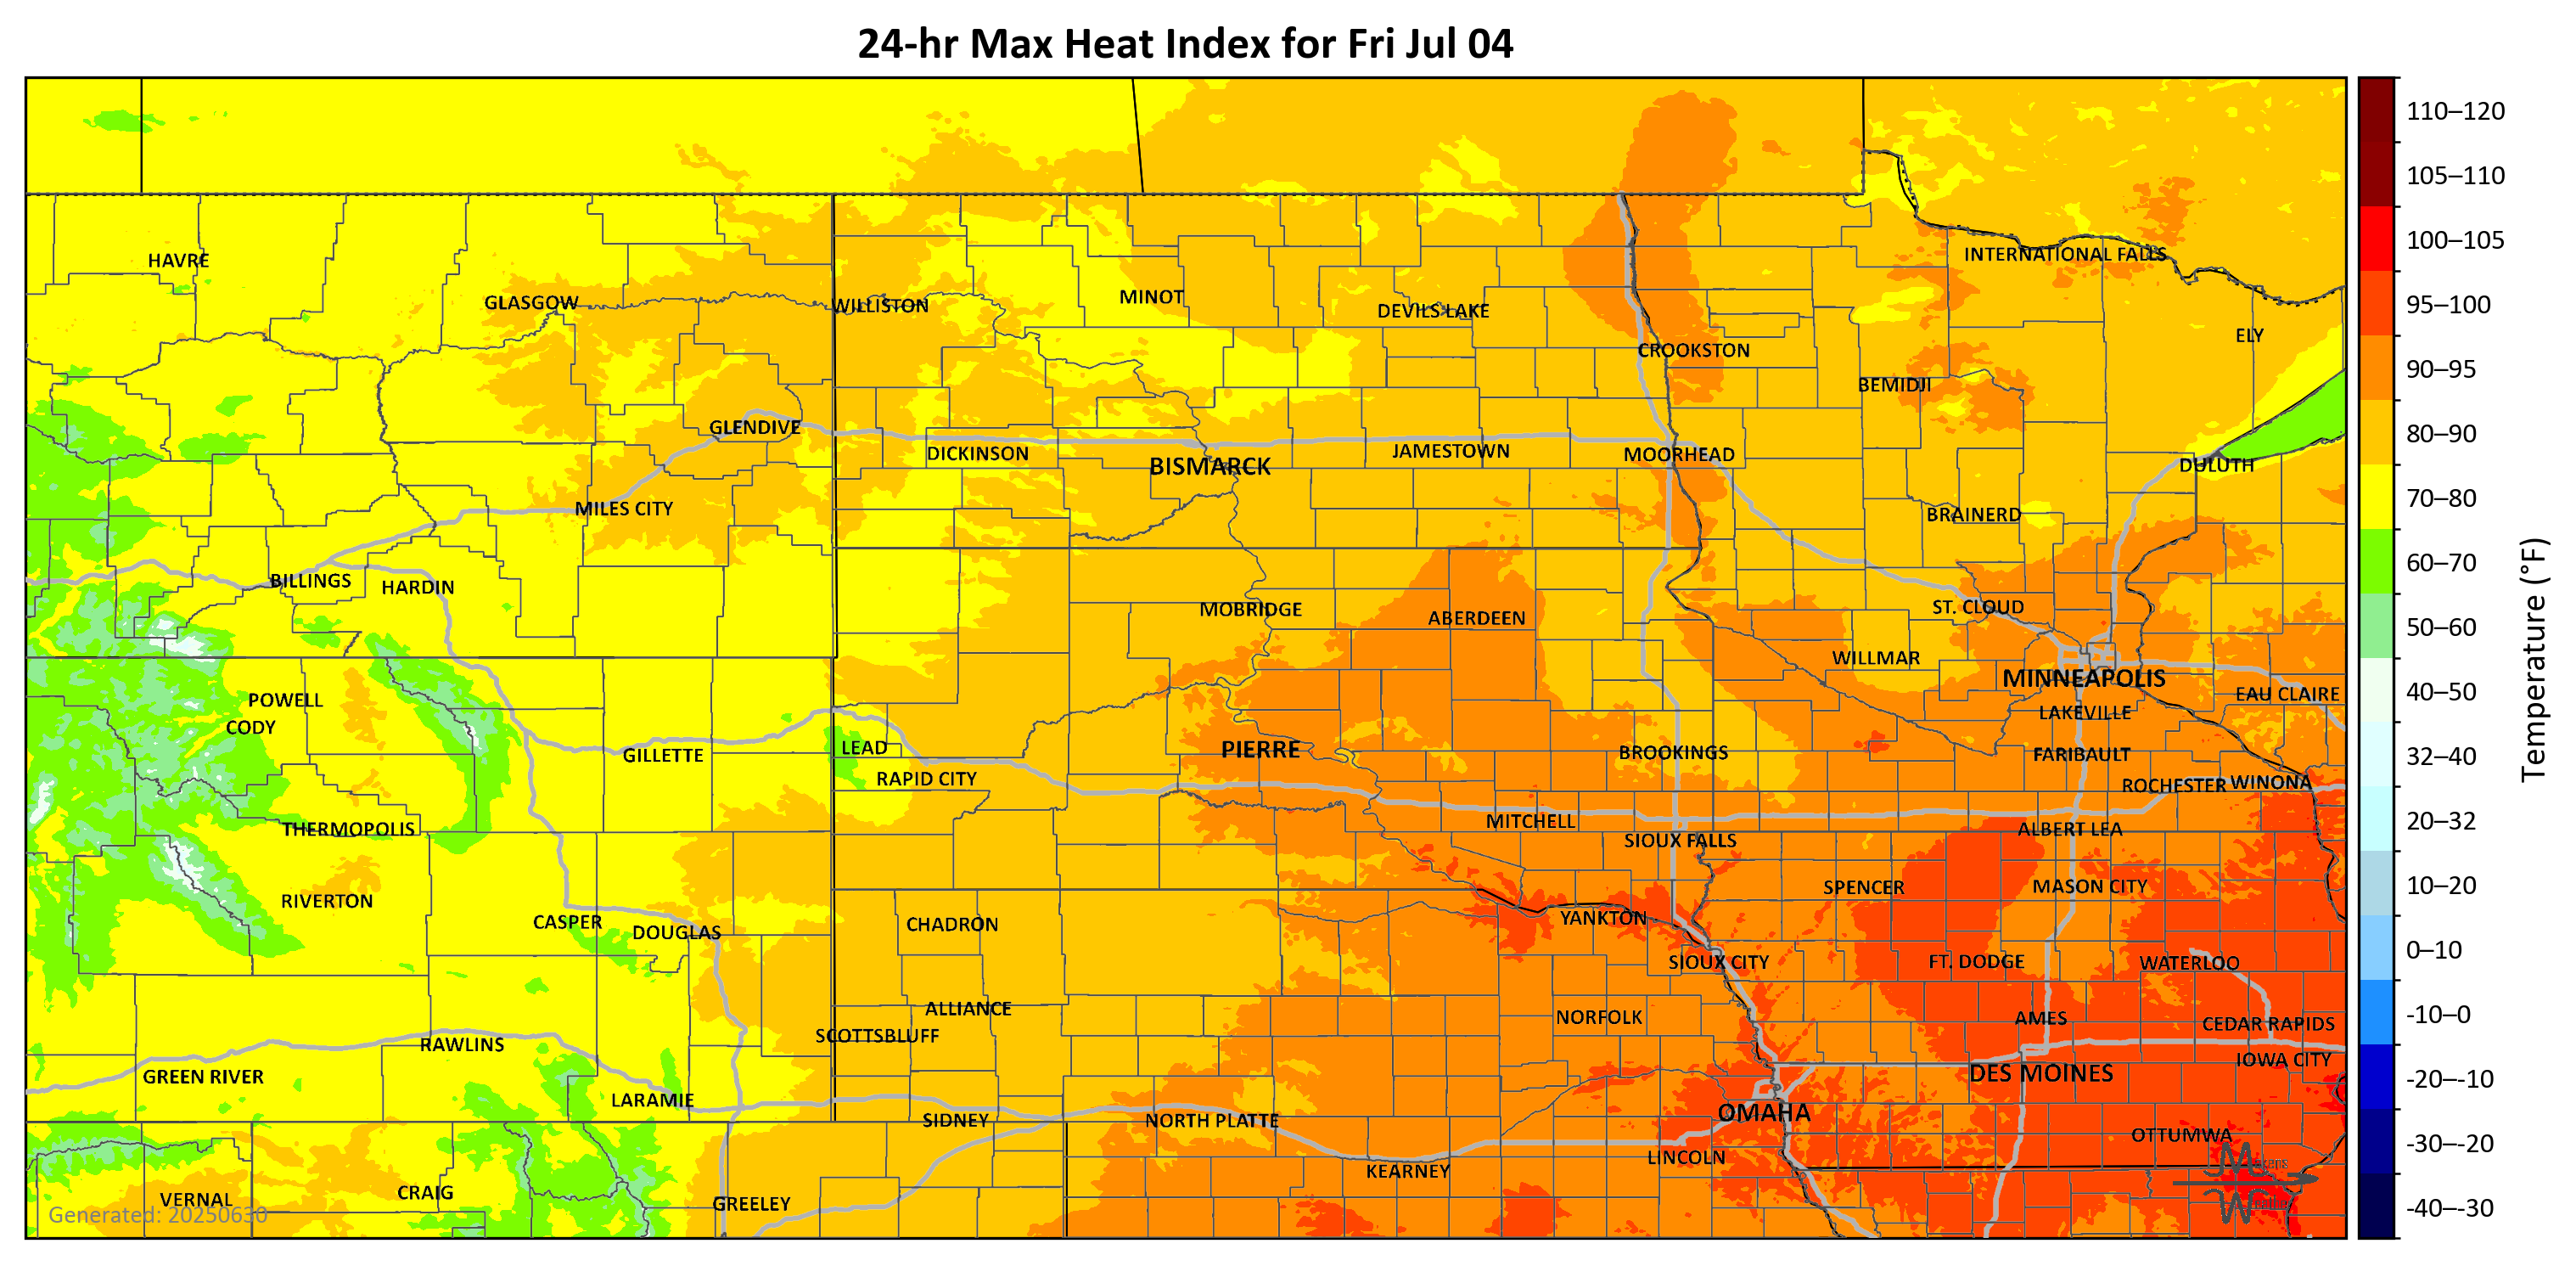 24-hr Max Heat Index for Fri Jul 04
110–120
105–110
HAVRE
INTERNATIONAL FALLS
100–105
GLASGOW
WILLISTON
MINOT
DEVILS LAKE
95–100
ELY
CROOKSTON
BEMIDJI
90–95
GLENDIVE
DICKINSON
BISMARCK
JAMESTOWN
MOORHEAD
DULUTH
80–90
MILES CITY
BRAINERD
70–80
BILLINGS
HARDIN
60–70
MOBRIDGE
ABERDEEN
ST. CLOUD
50–60
WILLMAR
MINNEAPOLIS
Temperature (°F)
POWELL
EAU CLAIRE
40–50
CODY
LAKEVILLE
GILLETTE
LEAD
PIERRE
BROOKINGS
FARIBAULT
32–40
RAPID CITY
ROCHESTER
WINONA
THERMOPOLIS
MITCHELL
ALBERT LEA
20–32
SIOUX FALLS
RIVERTON
SPENCER
MASON CITY
10–20
CASPER
DOUGLAS
CHADRON
YANKTON
SIOUX CITY
FT. DODGE
WATERLOO
0–10
ALLIANCE
NORFOLK
AMES
CEDAR RAPIDS
-10–0
RAWLINS
SCOTTSBLUFF
IOWA CITY
GREEN RIVER
LARAMIE
DES MOINES
-20–-10
SIDNEY
NORTH PLATTE
OMAHA
OTTUMWA
-30–-20
KEARNEY
LINCOLN
VERNAL
CRAIG
GREELEY
-40–-30
Generated: 20250630